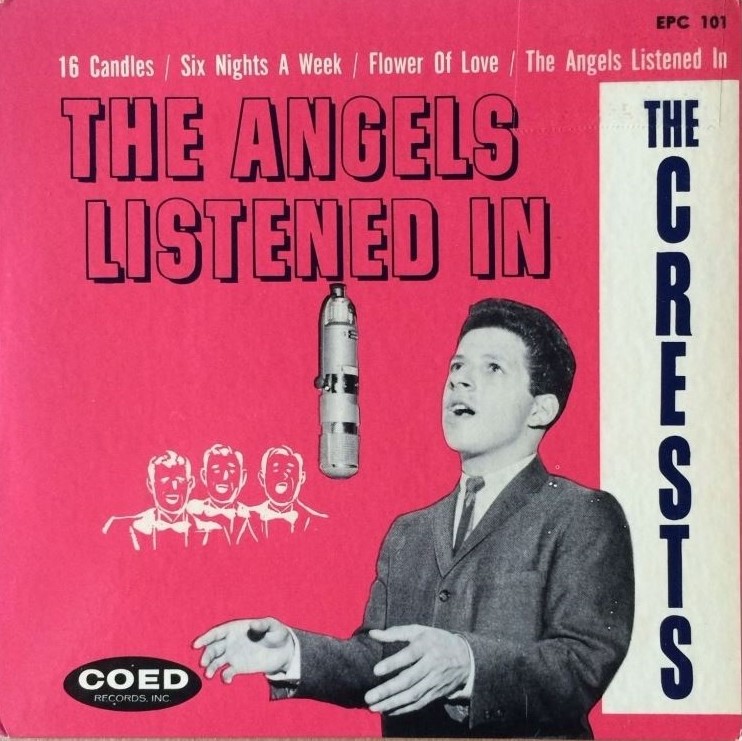 EPC 101
16 Candles / Six Nights A Week / Flower Of Love / The Angels Listened In
THE ANGELS
LISTENED IN
THE CRESTS
COED
RECORDS, INC.